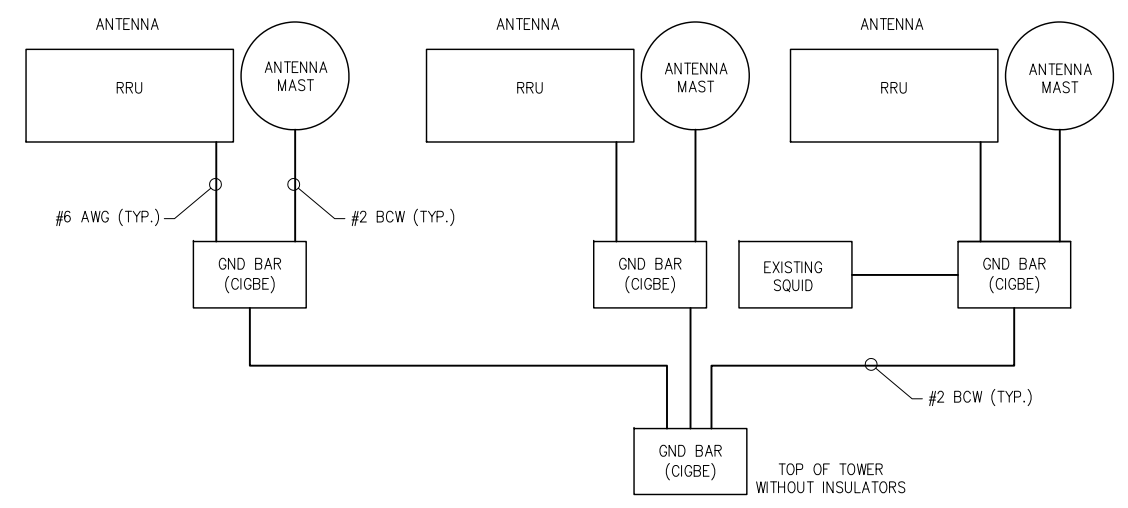 ANTENNA
ANTENNA
ANTENNA
RRU
ANTENNA
MAST
RRU
ANTENNA
MAST
RRU
ANTENNA
MAST
#6 AWG (TYP.)
#2 BCW (TYP.)
GND BAR
(CIGBE)
GND BAR
(CIGBE)
EXISTING
SQUID
GND BAR
(CIGBE)
#2 BCW (TYP.)
GND BAR
(CIGBE)
TOP OF TOWER
WITHOUT INSULATORS